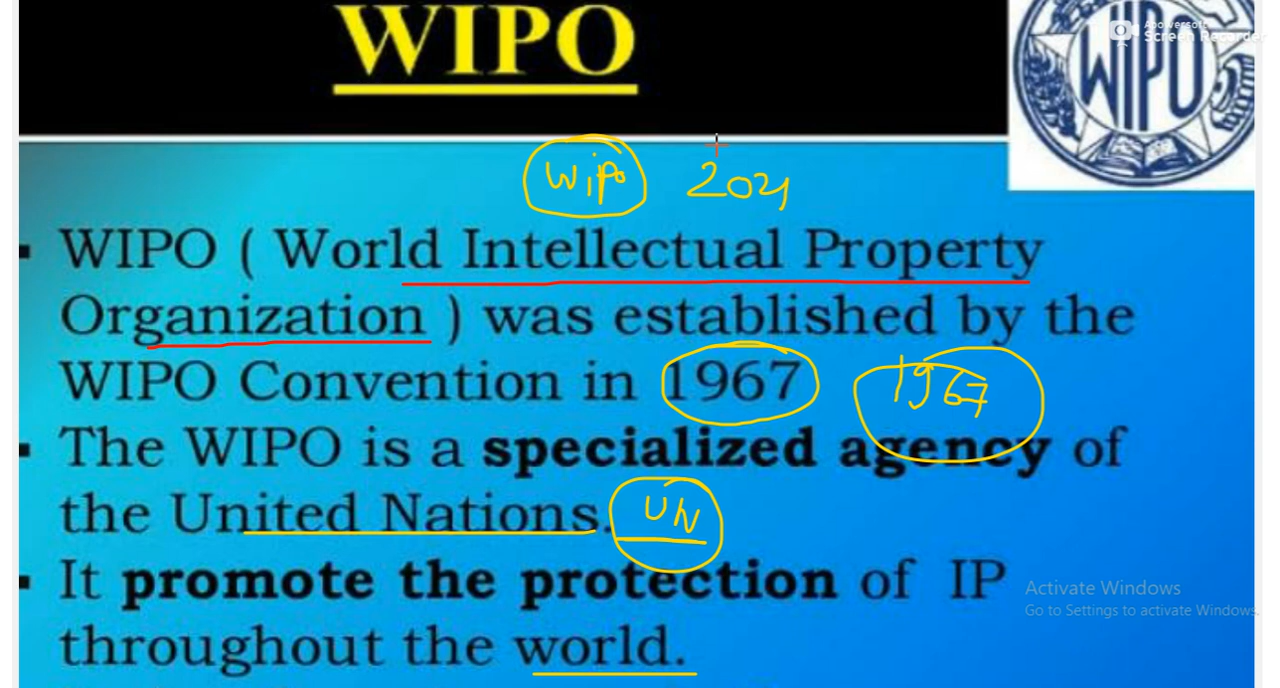 WIPO
Apowersoft
Screen Recorder
WIPO
wipo 2021
WIPO ( World Intellectual Property
Organization ) was established by the
WIPO Convention in 1967 1967
The WIPO is a specialized agency of
the United Nations. UN
It promote the protection of IP
throughout the world.
Activate Windows
Go to Settings to activate Windows.